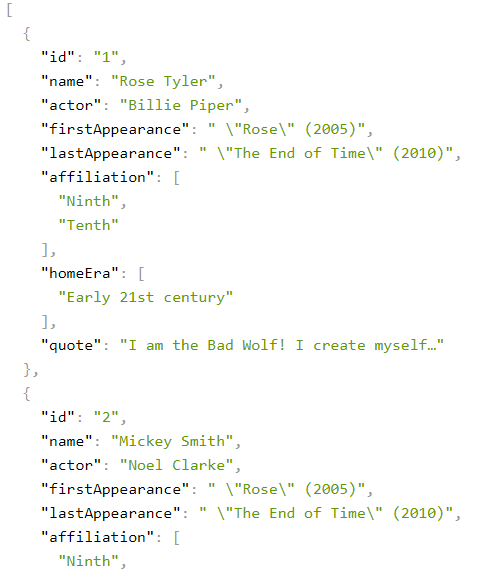 [
  {
    "id": "1",
    "name": "Rose Tyler",
    "actor": "Billie Piper",
    "firstAppearance": " \"Rose\" (2005)",
    "lastAppearance": " \"The End of Time\" (2010)",
    "affiliation": [
      "Ninth",
      "Tenth"
    ],
    "homeEra": [
      "Early 21st century"
    ],
    "quote": "I am the Bad Wolf! I create myself…"
  },
  {
    "id": "2",
    "name": "Mickey Smith",
    "actor": "Noel Clarke",
    "firstAppearance": " \"Rose\" (2005)",
    "lastAppearance": " \"The End of Time\" (2010)",
    "affiliation": [
      "Ninth",